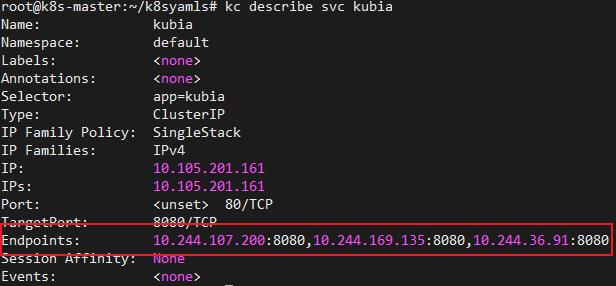 root@k8s-master:~/k8syamls# kc describe svc kubia
Name:              kubia
Namespace:         default
Labels:            <none>
Annotations:       <none>
Selector:          app=kubia
Type:              ClusterIP
IP Family Policy:  SingleStack
IP Families:       IPv4
IP:                10.105.201.161
IPs:               10.105.201.161
Port:              <unset>  80/TCP
TargetPort:        8080/TCP
Endpoints:         10.244.107.200:8080,10.244.169.135:8080,10.244.36.91:8080
Session Affinity:  None
Events:            <none>